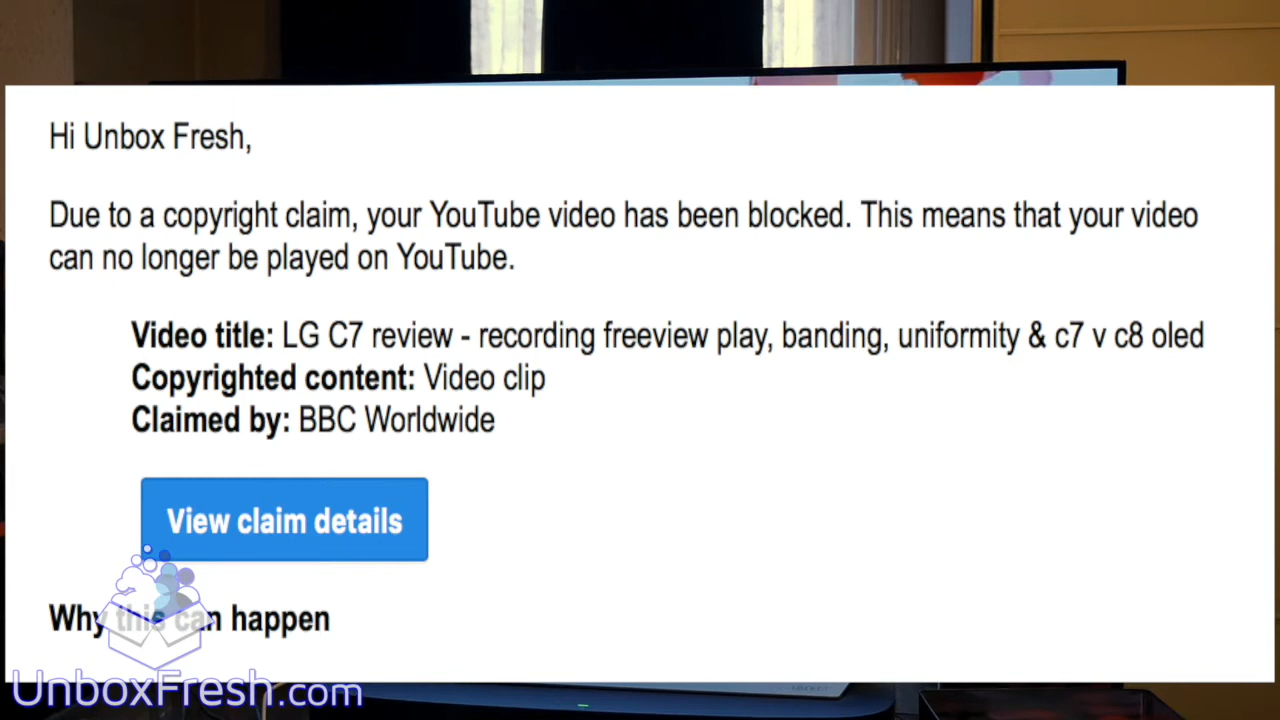 Hi Unbox Fresh,
Due to a copyright claim, your YouTube video has been blocked. This means that your video
can no longer be played on YouTube.
Video title: LG C7 review - recording freeview play, banding, uniformity & c7 v c8 oled
Copyrighted content: Video clip
Claimed by: BBC Worldwide
View claim details
Why this can happen
UnboxFresh.com